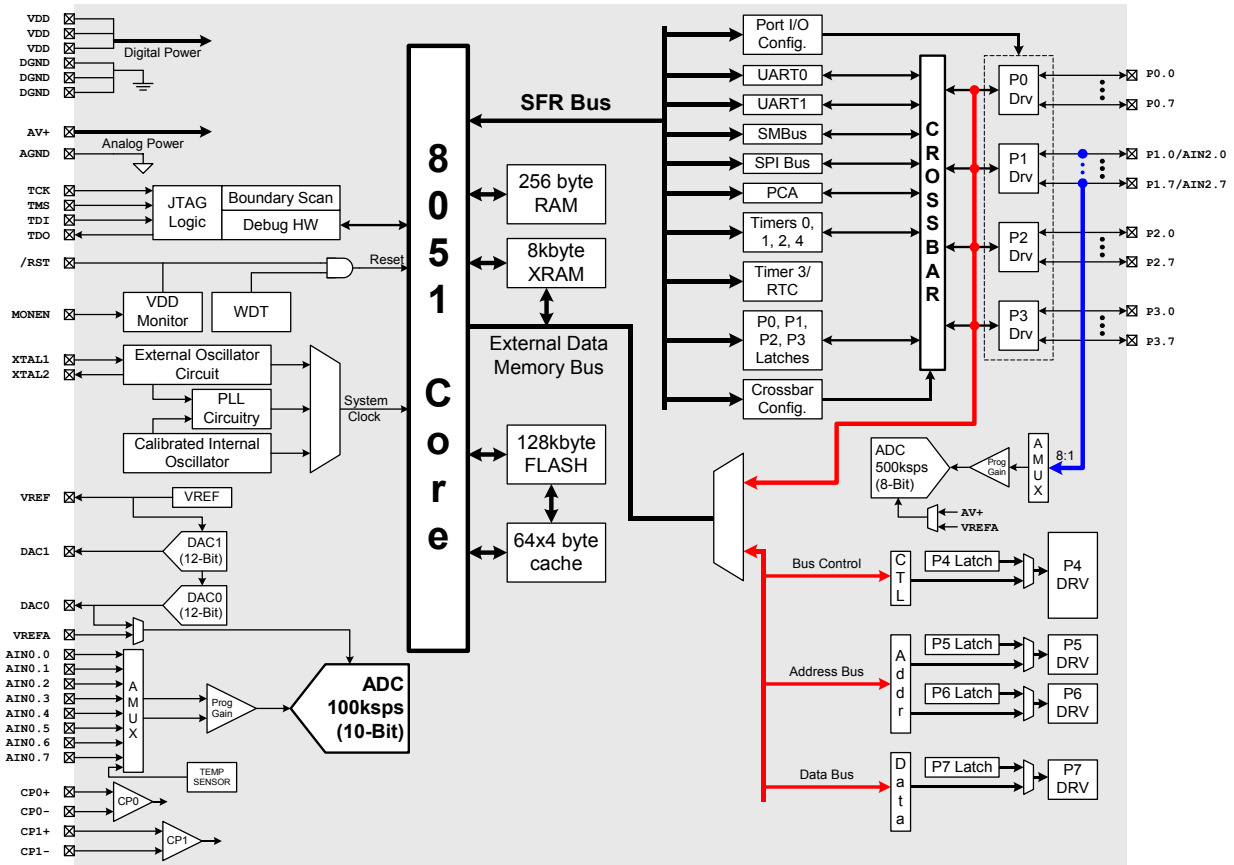 VDD
VDD
VDD
Digital Power
DGND
DGND
DGND
AV+
Analog Power
AGND
TCK
TMS
TDI
TDO
JTAG
Logic
Boundary Scan
Debug HW
/RST
Reset
MONEN
VDD
Monitor
WDT
XTAL1
XTAL2
External Oscillator
Circuit
PLL
Circuitry
Calibrated Internal
Oscillator
System
Clock
VREF
VREF
DAC1
DAC1
(12-Bit)
DAC0
DAC0
(12-Bit)
VREFA
AIN0.0
AIN0.1
AIN0.2
AIN0.3
AIN0.4
AIN0.5
AIN0.6
AIN0.7
AMUX
Prog
Gain
ADC
100ksps
(10-Bit)
TEMP
SENSOR
CP0+
CP0-
CP0
CP1+
CP1-
CP1
8051 Core
SFR Bus
256 byte
RAM
8kbyte
XRAM
External Data
Memory Bus
128kbyte
FLASH
64x4 byte
cache
Port I/O
Config.
UART0
UART1
SMBus
SPI Bus
PCA
Timers 0,
1, 2, 4
Timer 3/
RTC
P0, P1,
P2, P3
Latches
Crossbar
Config.
CROSSBAR
P0
Drv
P1
Drv
P2
Drv
P3
Drv
P0.0
P0.7
P1.0/AIN2.0
P1.7/AIN2.7
P2.0
P2.7
P3.0
P3.7
ADC
500ksps
(8-Bit)
Prog
Gain
AMUX
8:1
AV+
VREFA
Bus Control
CTL
P4 Latch
P4
DRV
Address Bus
Addr
P5 Latch
P5
DRV
P6 Latch
P6
DRV
Data Bus
Data
P7 Latch
P7
DRV